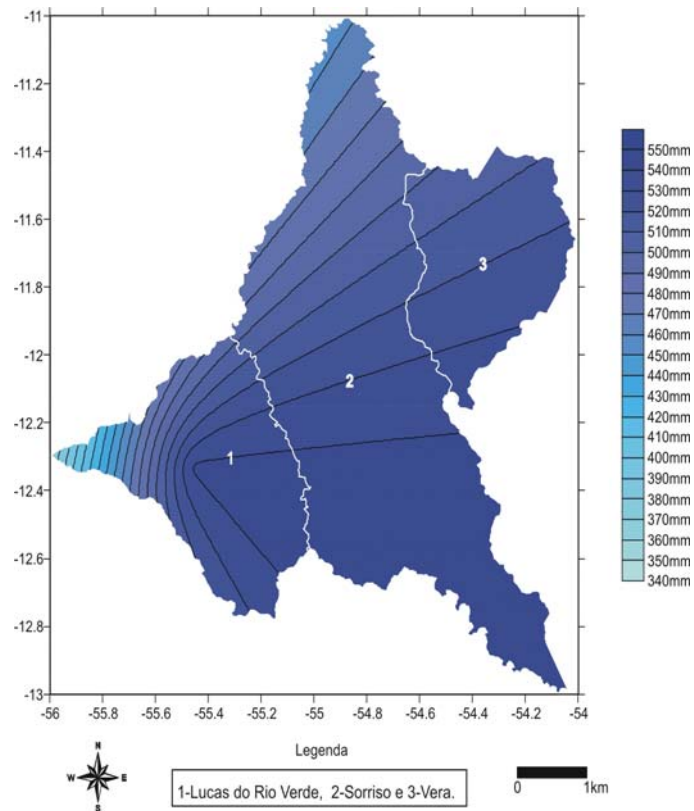 -11
-11.2
-11.4
-11.6
-11.8
-12
-12.2
-12.4
-12.6
-12.8
-13
-56 -55.8 -55.6 -55.4 -55.2 -55 -54.8 -54.6 -54.4 -54.2 -54
3
2
1
550mm
540mm
530mm
520mm
510mm
500mm
490mm
480mm
460mm
450mm
440mm
430mm
410mm
400mm
380mm
370mm
360mm
350mm
340mm
Legenda
N
W E
S
1-Lucas do Rio Verde, 2-Sorriso e 3-Vera.
0 1km